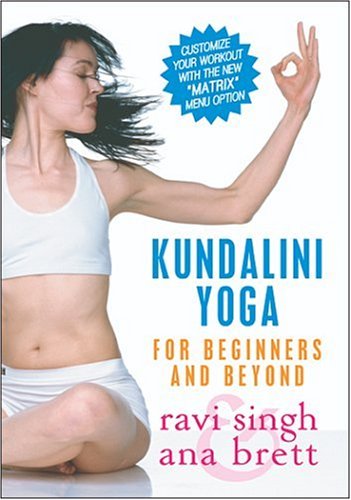 CUSTOMIZE
YOUR WORKOUT
WITH THE NEW
"MATRIX"
MENU OPTION
KUNDALINI
YOGA
FOR BEGINNERS
AND BEYOND
ravi singh
&
ana brett